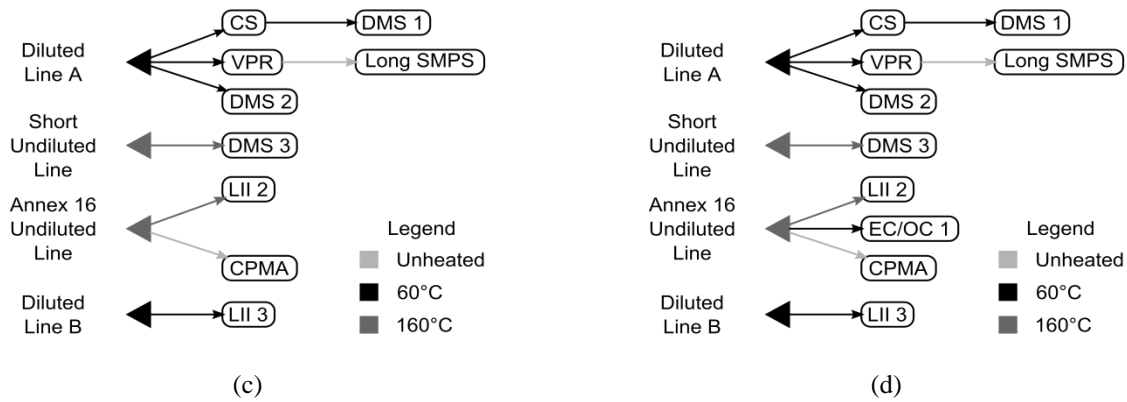 CS
DMS 1
Diluted
Line A
VPR
Long SMPS
DMS 2
Short
Undiluted
Line
DMS 3
LII 2
Annex 16
Undiluted
Line
CPMA
Legend
Unheated
60°C
160°C
Diluted
Line B
LII 3
(c)
CS
DMS 1
Diluted
Line A
VPR
Long SMPS
DMS 2
Short
Undiluted
Line
DMS 3
LII 2
Annex 16
Undiluted
Line
EC/OC 1
CPMA
Legend
Unheated
60°C
160°C
Diluted
Line B
LII 3
(d)